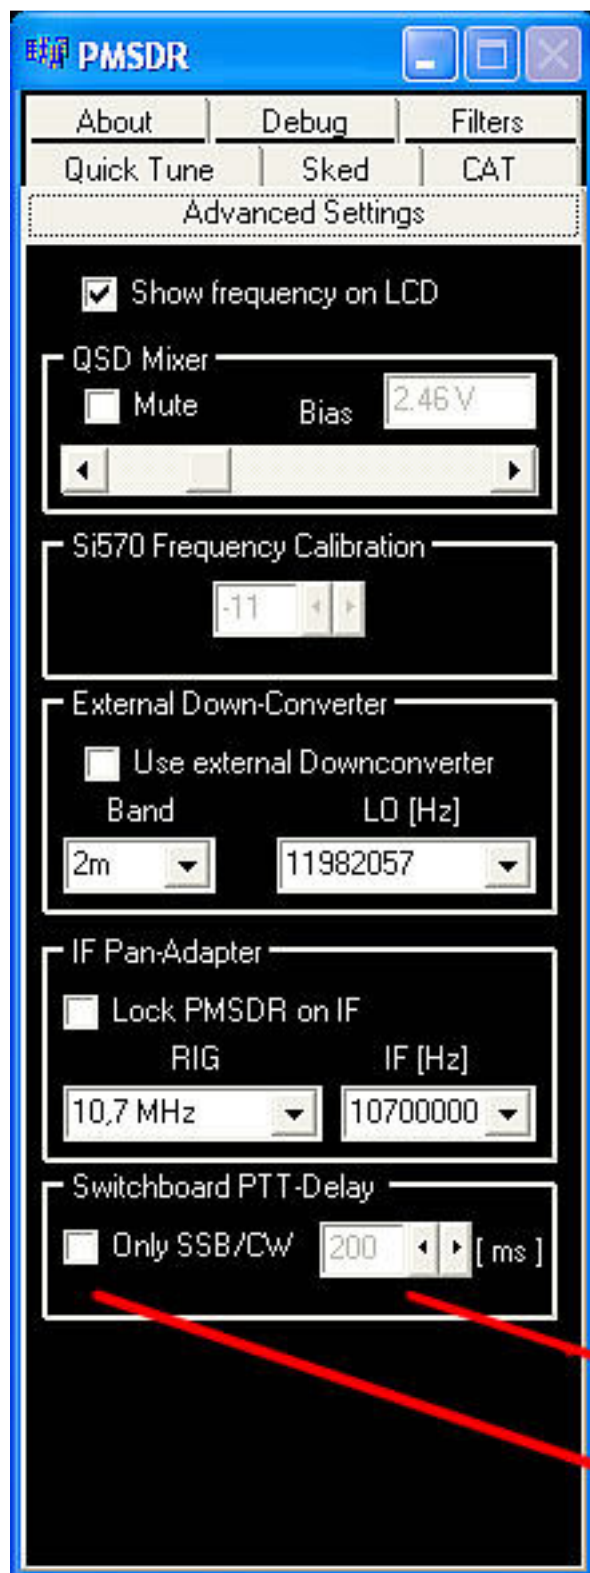 PMSDR
About Debug Filters
Quick Tune Sked CAT
Advanced Settings
Show frequency on LCD
QSD Mixer
Mute Bias 2.46 V
Si570 Frequency Calibration
-11
External Down-Converter
Use external Downconverter
Band LO [Hz]
2m 11982057
IF Pan-Adapter
Lock PMSDR on IF
RIG IF [Hz]
10,7 MHz 10700000
Switchboard PTT-Delay
Only SSB/CW 200 [ ms ]